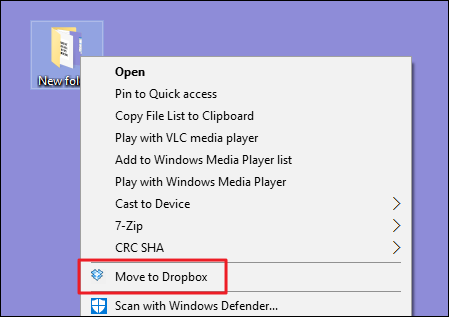 New fol
Open
Pin to Quick access
Copy File List to Clipboard
Play with VLC media player
Add to Windows Media Player list
Play with Windows Media Player
Cast to Device
7-Zip
CRC SHA
Move to Dropbox
Scan with Windows Defender...